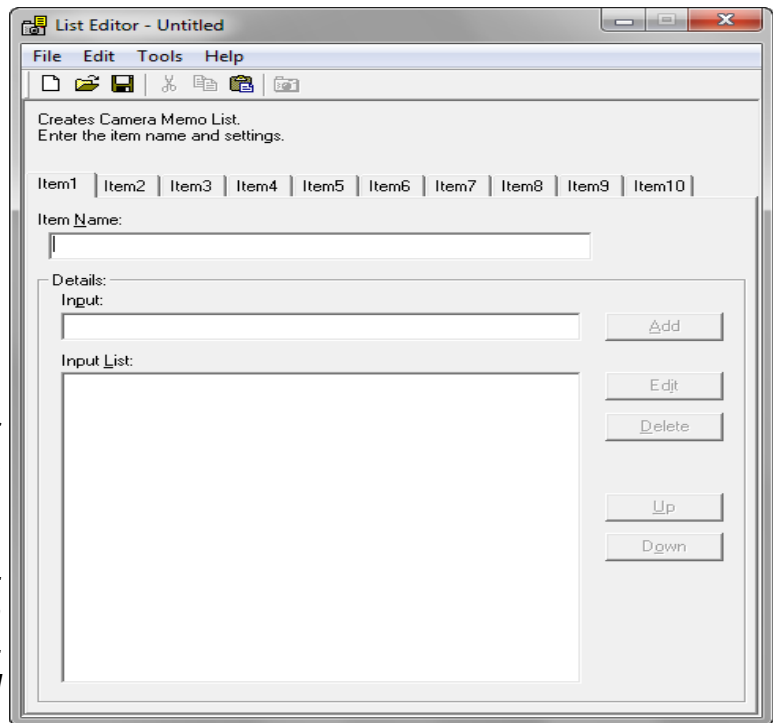 List Editor - Untitled
File Edit Tools Help
Creates Camera Memo List.
Enter the item name and settings.
Item1 Item2 Item3 Item4 Item5 Item6 Item7 Item8 Item9 Item10
Item Name:
Details:
Input:
Add
Input List:
Edit
Delete
Up
Down